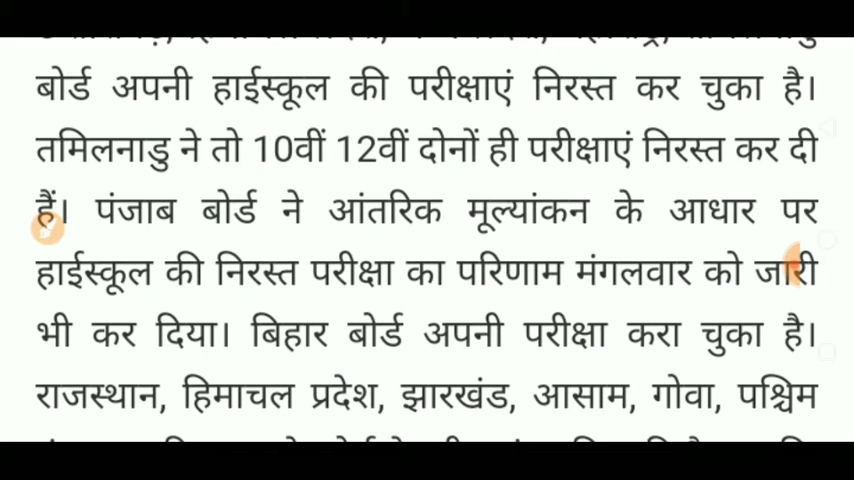 बोर्ड अपनी हाईस्कूल की परीक्षाएं निरस्त कर चुका है।
तमिलनाडु ने तो 10वीं 12वीं दोनों ही परीक्षाएं निरस्त कर दी
हैं। पंजाब बोर्ड ने आंतरिक मूल्यांकन के आधार पर
हाईस्कूल की निरस्त परीक्षा का परिणाम मंगलवार को जारी
भी कर दिया। बिहार बोर्ड अपनी परीक्षा करा चुका है।
राजस्थान, हिमाचल प्रदेश, झारखंड, आसाम, गोवा, पश्चिम